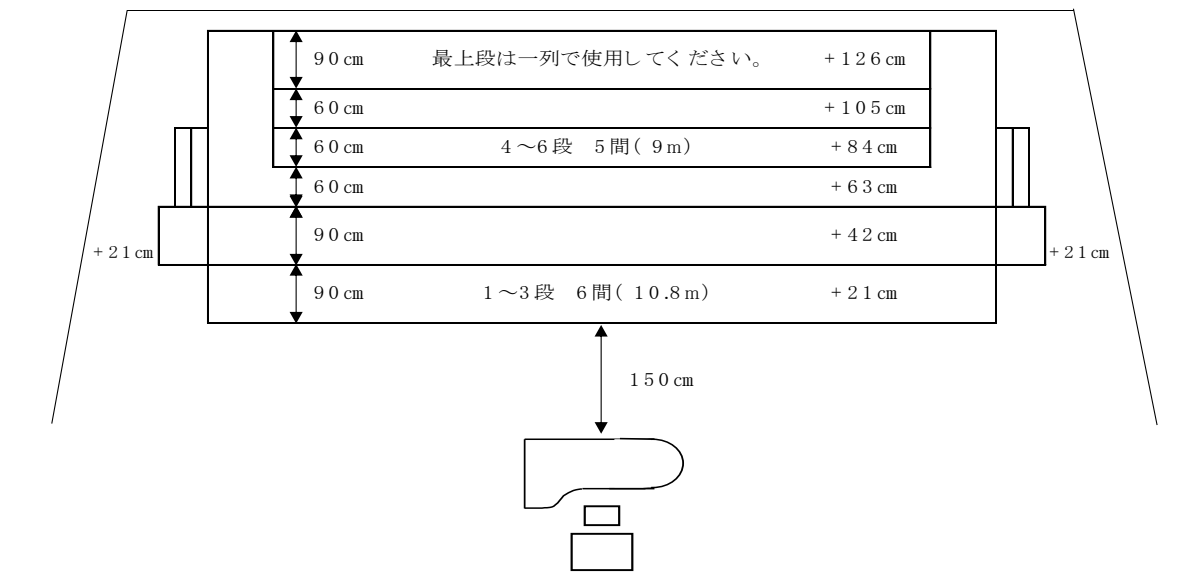 90㎝ 最上段は一列で使用してください。 +126㎝
60㎝ +105㎝
60㎝ 4～6段 5間(9m) +84㎝
60㎝ +63㎝
90㎝ +42㎝
+21㎝ +21㎝
90㎝ 1～3段 6間(10.8m) +21㎝
150㎝